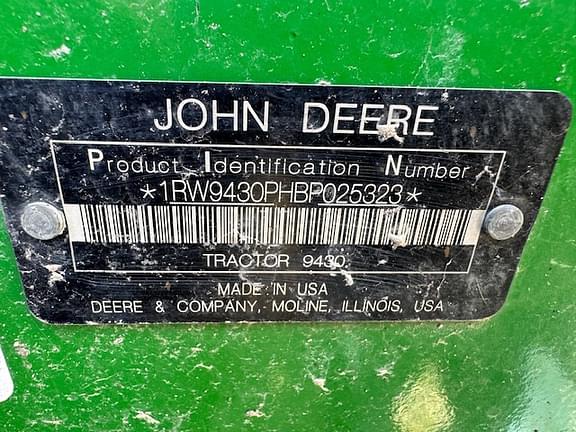 JOHN DEERE
Product Identification Number
*1RW9430PHBP025323*
TRACTOR 9430
MADE IN USA
DEERE & COMPANY, MOLINE, ILLINOIS, USA